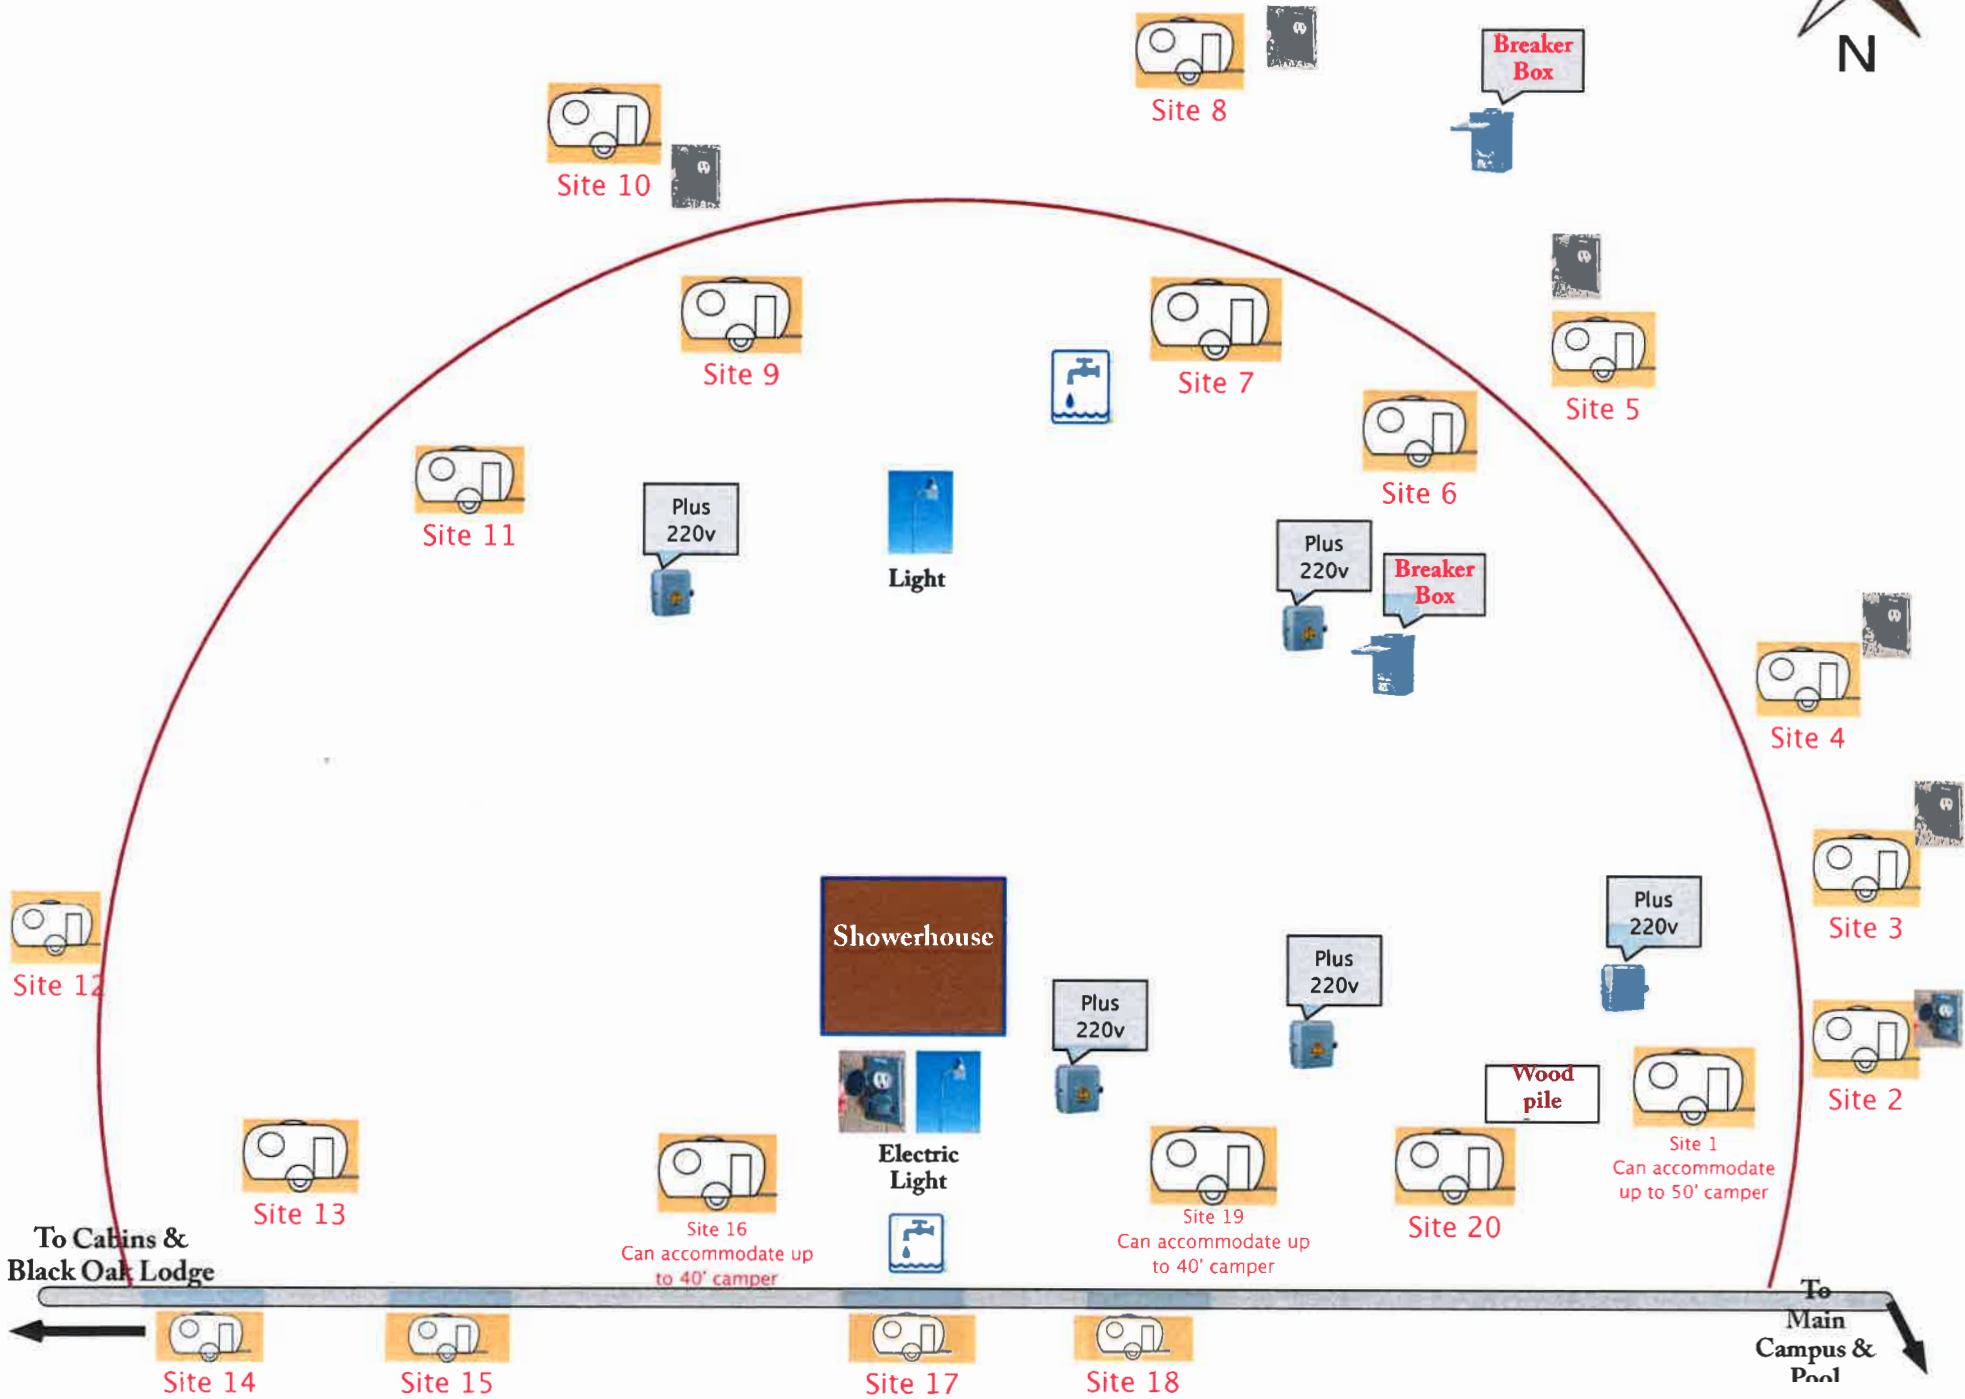 N
Site 8
Breaker
Box
Site 10
Site 9
Site 7
Site 5
Site 6
Site 11
Plus
220v
Light
Plus
220v
Breaker
Box
Site 4
Showerhouse
Plus
220v
Site 3
Plus
220v
Plus
220v
Site 12
Wood
pile
Site 2
Electric
Light
Site 1
Can accommodate
up to 50' camper
Site 13
Site 16
Can accommodate up
to 40' camper
Site 19
Can accommodate up
to 40' camper
Site 20
To Cabins &
Black Oak Lodge
To
Main
Campus &
Pool
Site 14
Site 15
Site 17
Site 18